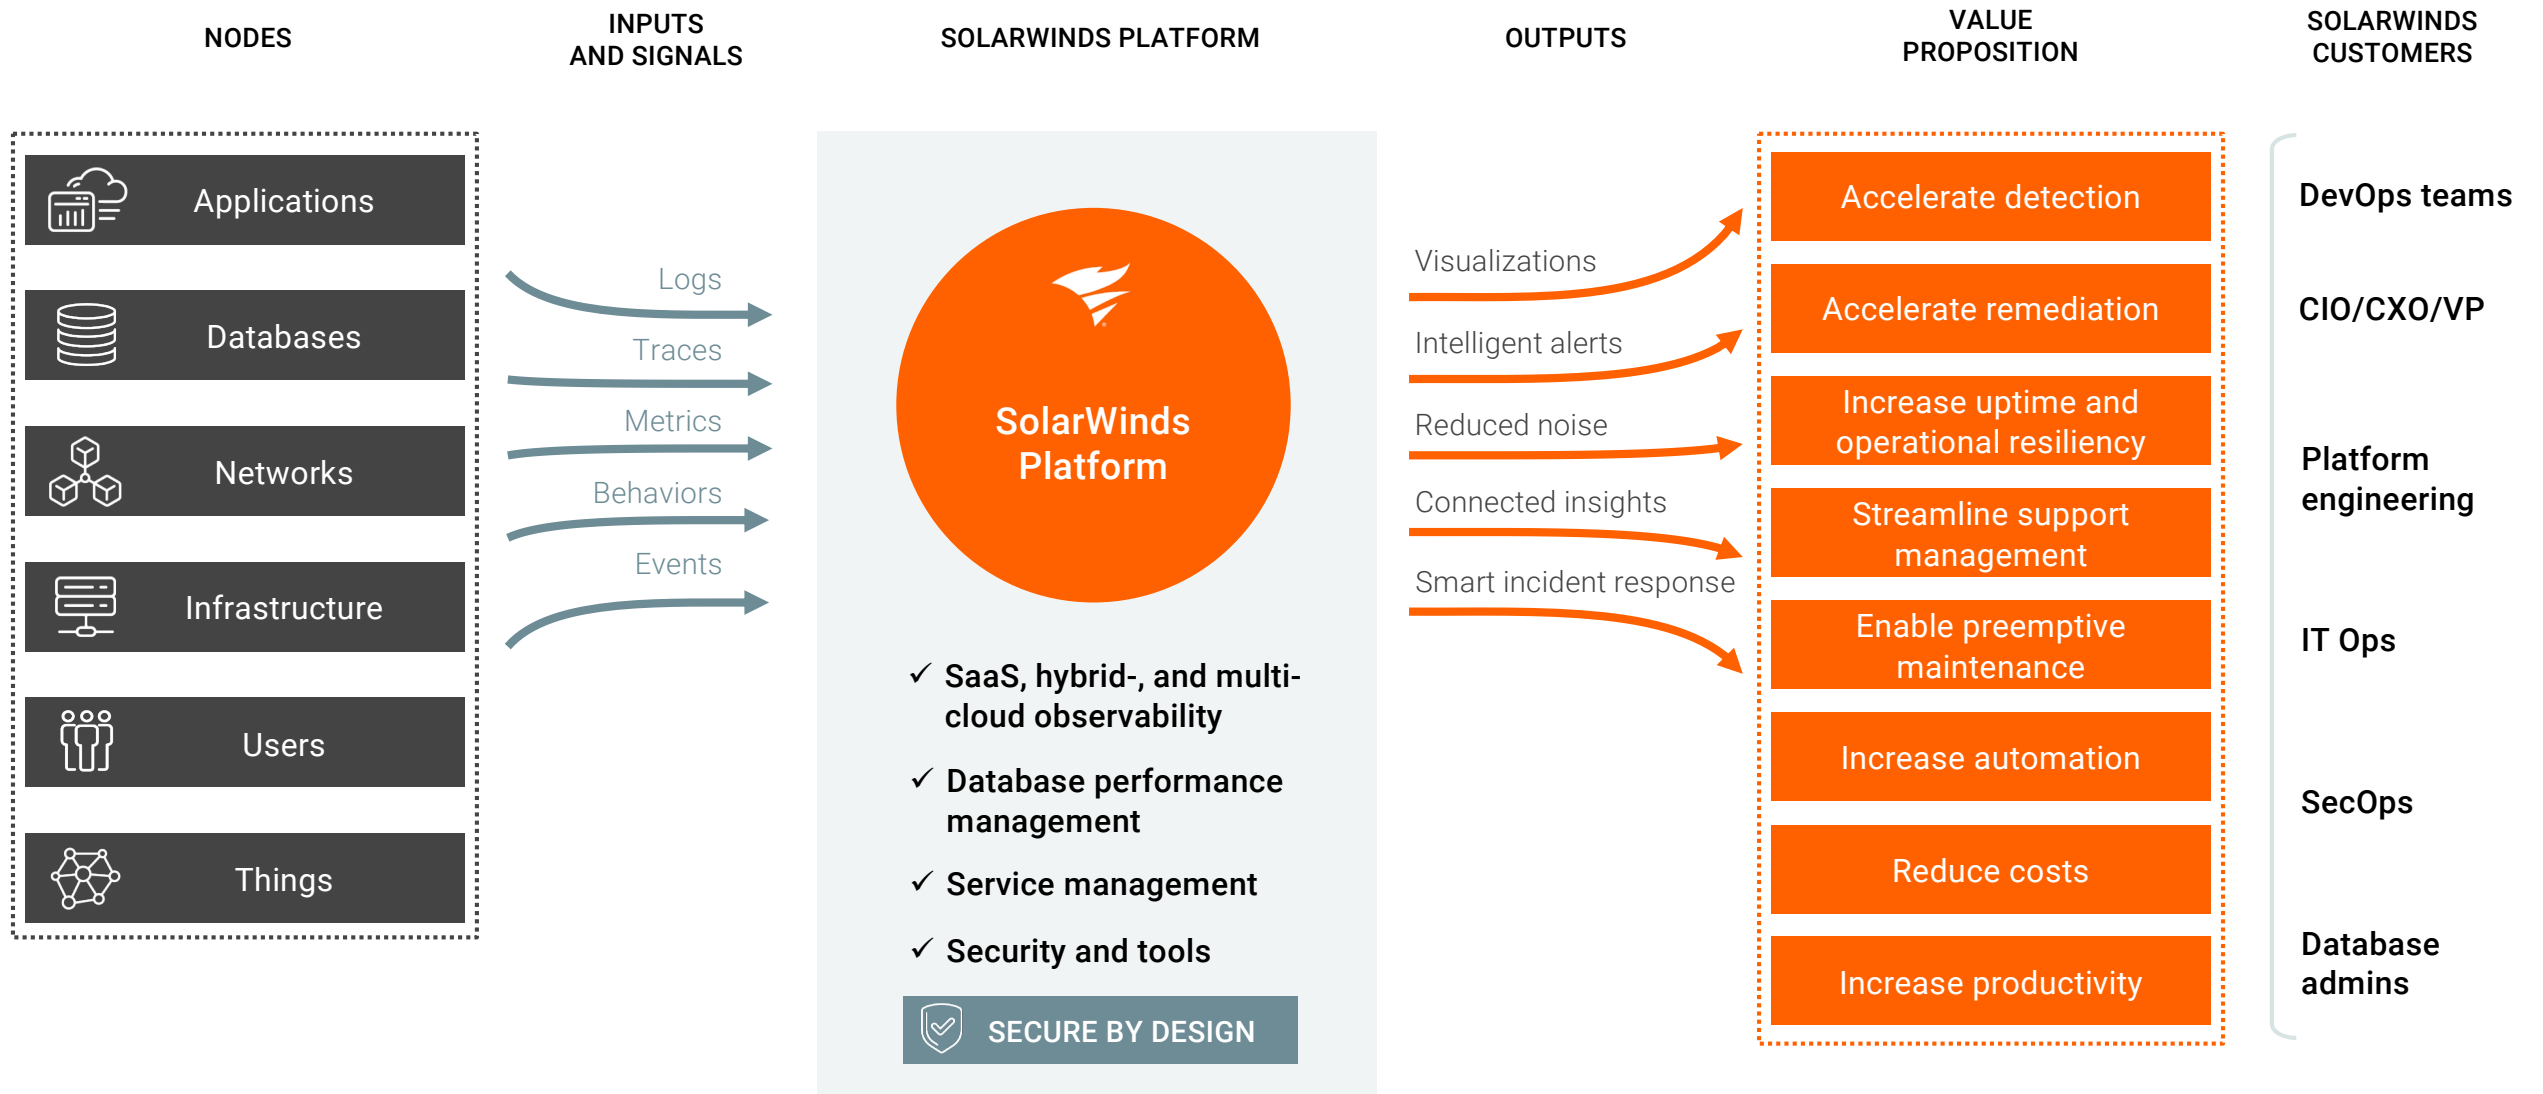 NODES
INPUTS
AND SIGNALS
SOLARWINDS PLATFORM
OUTPUTS
VALUE
PROPOSITION
SOLARWINDS
CUSTOMERS
Applications
Databases
Networks
Infrastructure
Users
Things
Logs
Traces
Metrics
Behaviors
Events
SolarWinds
Platform
✓ SaaS, hybrid-, and multi-
cloud observability
✓ Database performance
management
✓ Service management
✓ Security and tools
SECURE BY DESIGN
Visualizations
Intelligent alerts
Reduced noise
Connected insights
Smart incident response
Accelerate detection
Accelerate remediation
Increase uptime and
operational resiliency
Streamline support
management
Enable preemptive
maintenance
Increase automation
Reduce costs
Increase productivity
DevOps teams
CIO/CXO/VP
Platform
engineering
IT Ops
SecOps
Database
admins